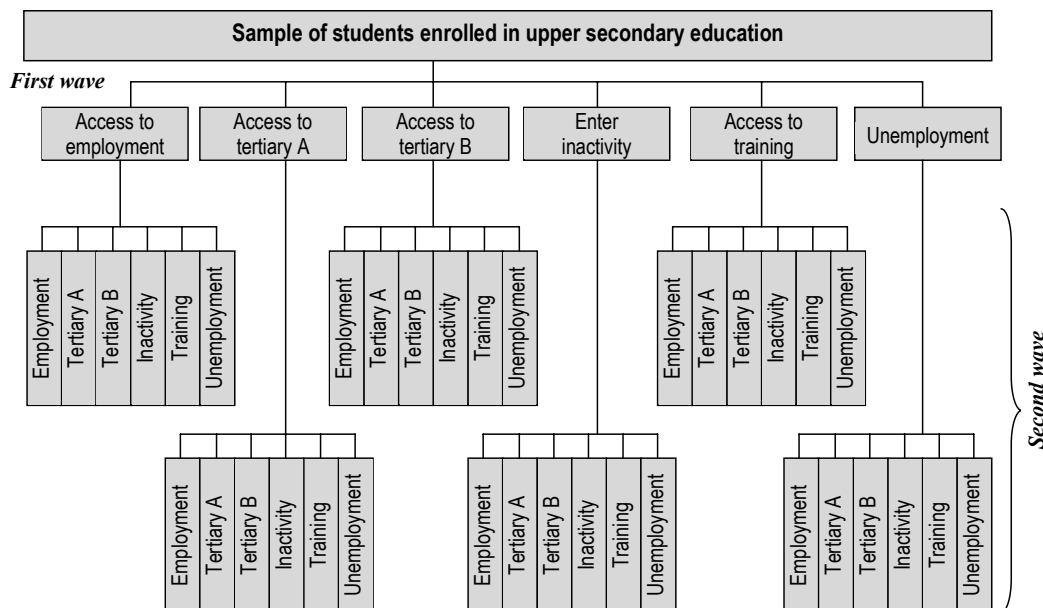 Sample of students enrolled in upper secondary education
First wave
Access to
employment
Access to
tertiary A
Access to
tertiary B
Enter
inactivity
Access to
training
Unemployment
Employment
Tertiary A
Tertiary B
Inactivity
Training
Unemployment
Employment
Tertiary A
Tertiary B
Inactivity
Training
Unemployment
Employment
Tertiary A
Tertiary B
Inactivity
Training
Unemployment
Second wave
Employment
Tertiary A
Tertiary B
Inactivity
Training
Unemployment
Employment
Tertiary A
Tertiary B
Inactivity
Training
Unemployment
Employment
Tertiary A
Tertiary B
Inactivity
Training
Unemployment